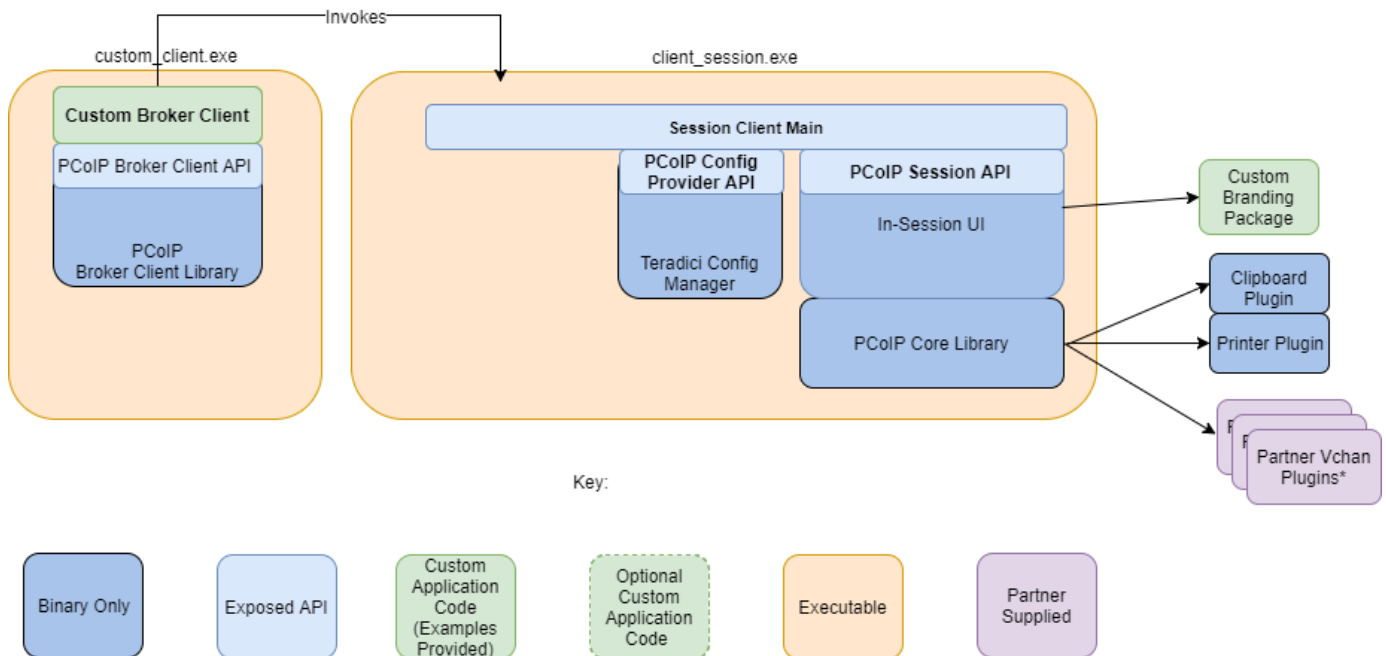 Invokes
custom_client.exe
client_session.exe
Custom Broker Client
PCoIP Broker Client API
PCoIP
Broker Client Library
Session Client Main
PCoIP Config
Provider API
Teradici Config
Manager
PCoIP Session API
In-Session UI
PCoIP Core Library
Custom
Branding
Package
Clipboard
Plugin
Printer Plugin
Partner Vchan
Plugins*
Key:
Binary Only
Exposed API
Custom
Application
Code
(Examples
Provided)
Optional
Custom
Application
Code
Executable
Partner
Supplied